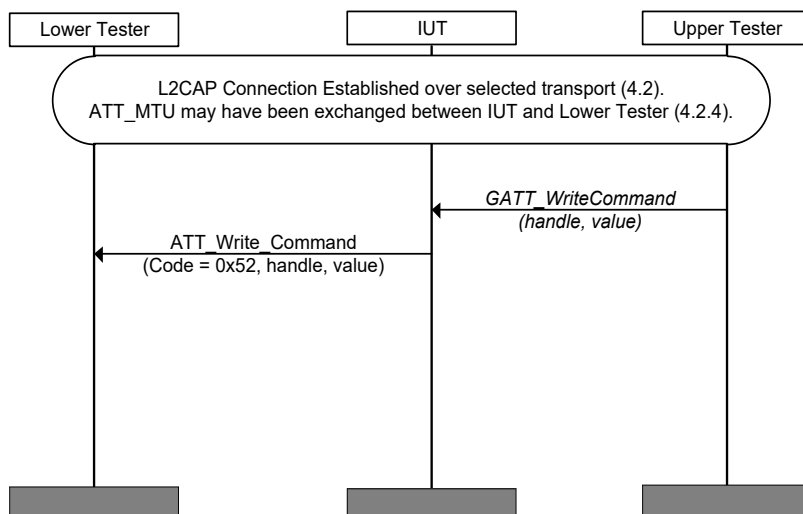 Lower Tester
IUT
Upper Tester
L2CAP Connection Established over selected transport (4.2).
ATT_MTU may have been exchanged between IUT and Lower Tester (4.2.4).
GATT_WriteCommand
(handle, value)
ATT_Write_Command
(Code = 0x52, handle, value)